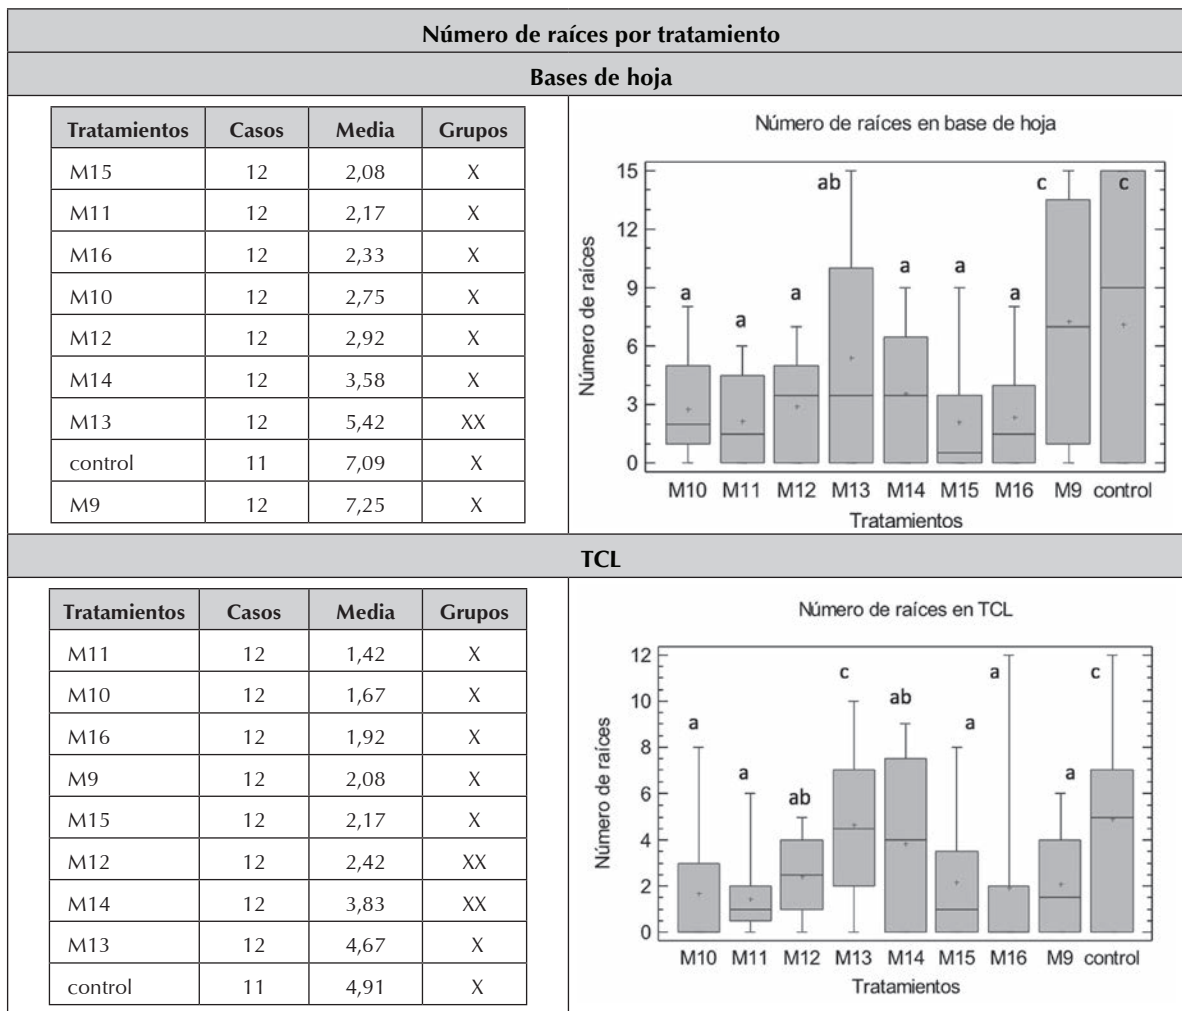 Número de raíces por tratamiento
Bases de hoja
Tratamientos Casos Media Grupos
M15 12 2,08 X
M11 12 2,17 X
M16 12 2,33 X
M10 12 2,75 X
M12 12 2,92 X
M14 12 3,58 X
M13 12 5,42 XX
control 11 7,09 X
M9 12 7,25 X
Número de raíces en base de hoja
Número de raíces
15
12
9
6
3
0
a
a
a
ab
a
a
a
c
c
M10 M11 M12 M13 M14 M15 M16 M9 control
Tratamientos
TCL
Tratamientos Casos Media Grupos
M11 12 1,42 X
M10 12 1,67 X
M16 12 1,92 X
M9 12 2,08 X
M15 12 2,17 X
M12 12 2,42 XX
M14 12 3,83 XX
M13 12 4,67 X
control 11 4,91 X
Número de raíces en TCL
Número de raíces
12
10
8
6
4
2
0
a
a
ab
c
ab
a
a
a
c
M10 M11 M12 M13 M14 M15 M16 M9 control
Tratamientos